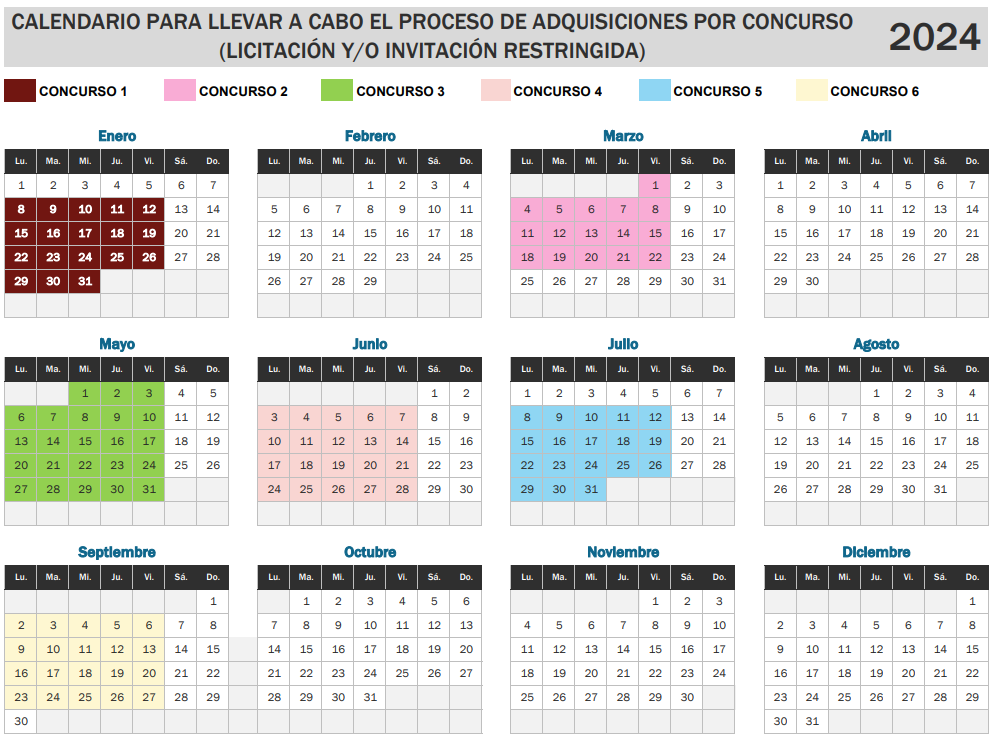 CALENDARIO PARA LLEVAR A CABO EL PROCESO DE ADQUISICIONES POR CONCURSO
(LICITACIÓN Y/O INVITACIÓN RESTRINGIDA)
2024
CONCURSO 1 CONCURSO 2 CONCURSO 3 CONCURSO 4 CONCURSO 5 CONCURSO 6
Enero
Lu. Ma. Mi. Ju. Vi. Sá. Do.
1 2 3 4 5 6 7
8 9 10 11 12 13 14
15 16 17 18 19 20 21
22 23 24 25 26 27 28
29 30 31
Febrero
Lu. Ma. Mi. Ju. Vi. Sá. Do.
1 2 3 4
5 6 7 8 9 10 11
12 13 14 15 16 17 18
19 20 21 22 23 24 25
26 27 28 29
Marzo
Lu. Ma. Mi. Ju. Vi. Sá. Do.
1 2 3
4 5 6 7 8 9 10
11 12 13 14 15 16 17
18 19 20 21 22 23 24
25 26 27 28 29 30 31
Abril
Lu. Ma. Mi. Ju. Vi. Sá. Do.
1 2 3 4 5 6 7
8 9 10 11 12 13 14
15 16 17 18 19 20 21
22 23 24 25 26 27 28
29 30
Mayo
Lu. Ma. Mi. Ju. Vi. Sá. Do.
1 2 3 4 5
6 7 8 9 10 11 12
13 14 15 16 17 18 19
20 21 22 23 24 25 26
27 28 29 30 31
Junio
Lu. Ma. Mi. Ju. Vi. Sá. Do.
1 2
3 4 5 6 7 8 9
10 11 12 13 14 15 16
17 18 19 20 21 22 23
24 25 26 27 28 29 30
Julio
Lu. Ma. Mi. Ju. Vi. Sá. Do.
1 2 3 4 5 6 7
8 9 10 11 12 13 14
15 16 17 18 19 20 21
22 23 24 25 26 27 28
29 30 31
Agosto
Lu. Ma. Mi. Ju. Vi. Sá. Do.
1 2 3 4
5 6 7 8 9 10 11
12 13 14 15 16 17 18
19 20 21 22 23 24 25
26 27 28 29 30 31
Septiembre
Lu. Ma. Mi. Ju. Vi. Sá. Do.
1
2 3 4 5 6 7 8
9 10 11 12 13 14 15
16 17 18 19 20 21 22
23 24 25 26 27 28 29
30
Octubre
Lu. Ma. Mi. Ju. Vi. Sá. Do.
1 2 3 4 5 6
7 8 9 10 11 12 13
14 15 16 17 18 19 20
21 22 23 24 25 26 27
28 29 30 31
Noviembre
Lu. Ma. Mi. Ju. Vi. Sá. Do.
1 2 3
4 5 6 7 8 9 10
11 12 13 14 15 16 17
18 19 20 21 22 23 24
25 26 27 28 29 30
Diciembre
Lu. Ma. Mi. Ju. Vi. Sá. Do.
1
2 3 4 5 6 7 8
9 10 11 12 13 14 15
16 17 18 19 20 21 22
23 24 25 26 27 28 29
30 31